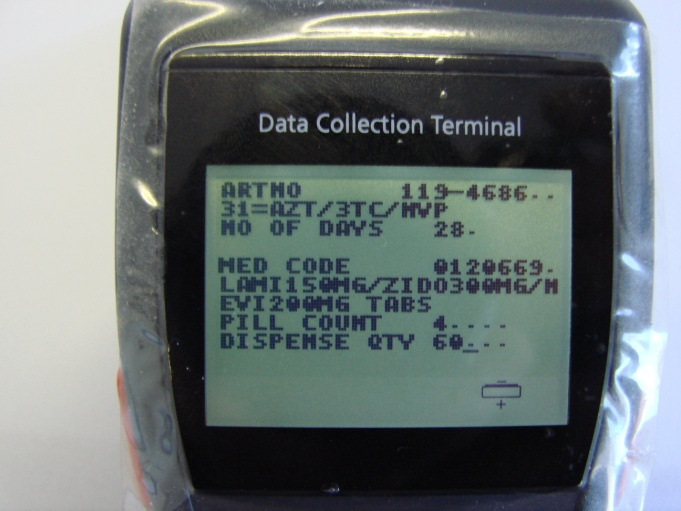 Data Collection Terminal
ARTNO 119-4686..
31=AZT/3TC/NVP
NO OF DAYS 28.
MED CODE 0120669.
LAMI150MG/ZIDO300MG/N
EVI200MG TABS
PILL COUNT 4....
DISPENSE QTY 60_...